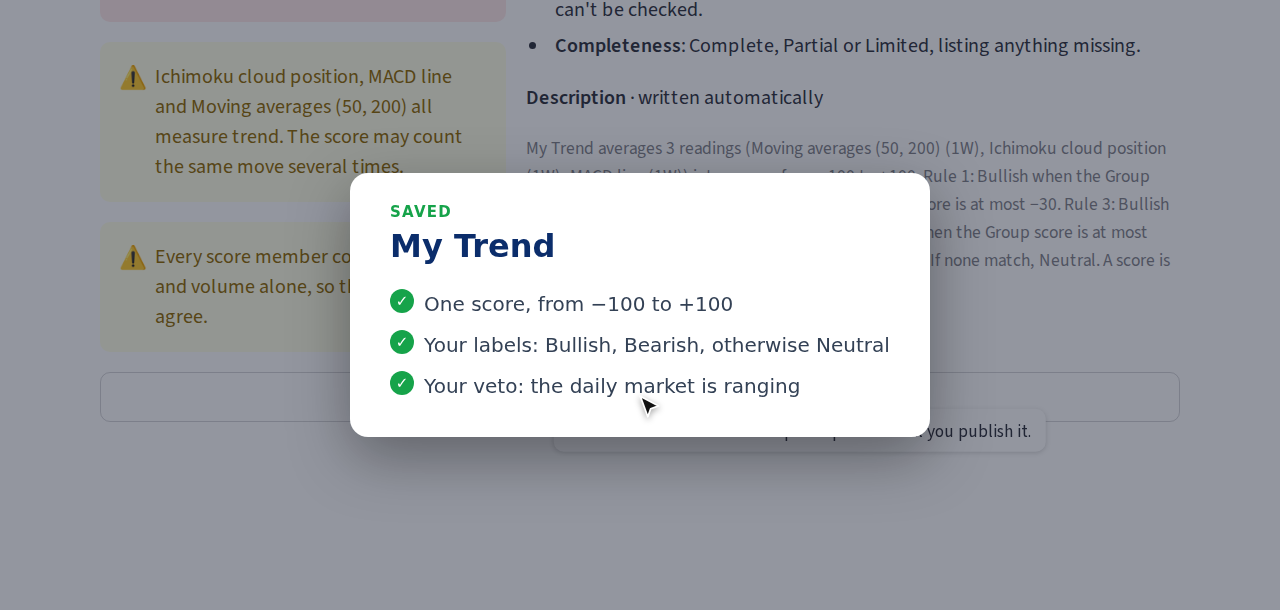 can't be checked.
Completeness: Complete, Partial or Limited, listing anything missing.
Description · written automatically
My Trend averages 3 readings (Moving averages (50, 200) (1W), Ichimoku cloud position
Rule 1: Bullish when the Group
score is at most −30. Rule 3: Bullish
when the Group score is at most
If none match, Neutral. A score is
⚠️ Ichimoku cloud position, MACD line
and Moving averages (50, 200) all
measure trend. The score may count
the same move several times.
⚠️ Every score member
and volume alone, so
agree.
SAVED
My Trend
✓ One score, from −100 to +100
✓ Your labels: Bullish, Bearish, otherwise Neutral
✓ Your veto: the daily market is ranging
you publish it.